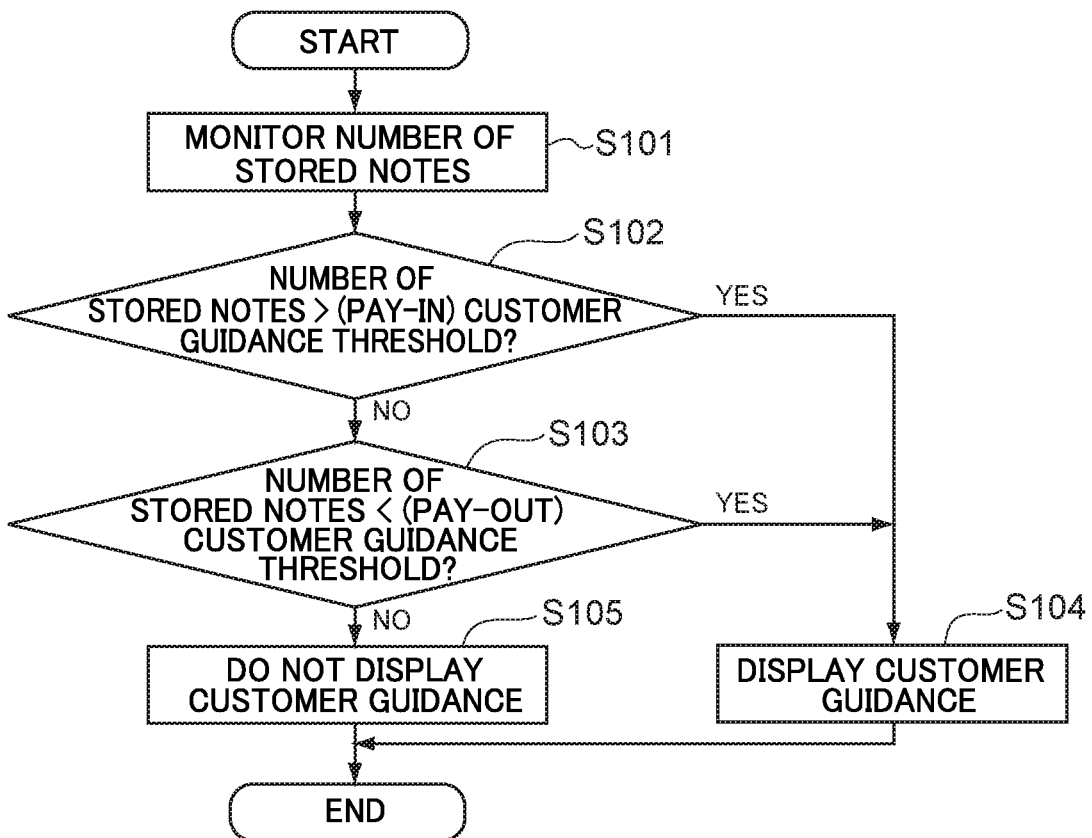 START
MONITOR NUMBER OF
STORED NOTES
S101
S102
NUMBER OF
STORED NOTES > (PAY-IN) CUSTOMER
GUIDANCE THRESHOLD?
YES
NO
S103
NUMBER OF
STORED NOTES < (PAY-OUT)
CUSTOMER GUIDANCE
THRESHOLD?
YES
NO
S105
DO NOT DISPLAY
CUSTOMER GUIDANCE
S104
DISPLAY CUSTOMER
GUIDANCE
END